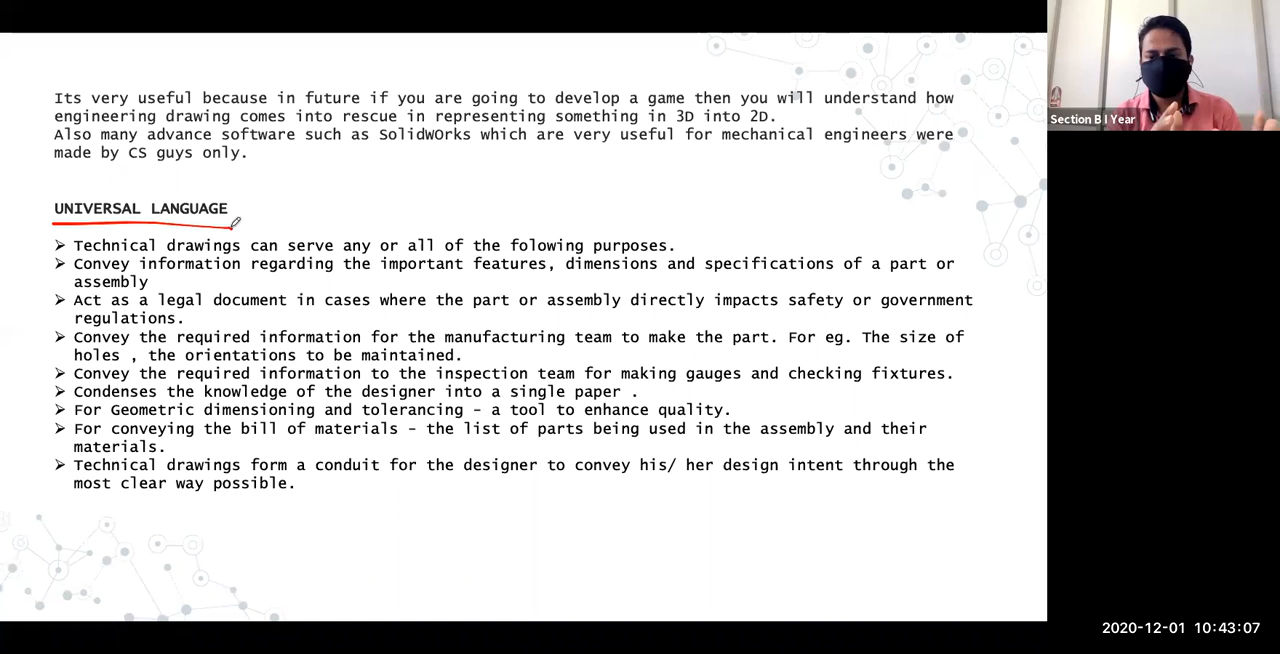 Its very useful because in future if you are going to develop a game then you will understand how
engineering drawing comes into rescue in representing something in 3D into 2D.
Also many advance software such as SolidWOrks which are very useful for mechanical engineers were
made by CS guys only.
UNIVERSAL LANGUAGE
➢ Technical drawings can serve any or all of the folowing purposes.
➢ Convey information regarding the important features, dimensions and specifications of a part or
assembly
➢ Act as a legal document in cases where the part or assembly directly impacts safety or government
regulations.
➢ Convey the required information for the manufacturing team to make the part. For eg. The size of
holes , the orientations to be maintained.
➢ Convey the required information to the inspection team for making gauges and checking fixtures.
➢ Condenses the knowledge of the designer into a single paper .
➢ For Geometric dimensioning and tolerancing - a tool to enhance quality.
➢ For conveying the bill of materials - the list of parts being used in the assembly and their
materials.
➢ Technical drawings form a conduit for the designer to convey his/ her design intent through the
most clear way possible.
Section B I Year
2020-12-01 10:43:07